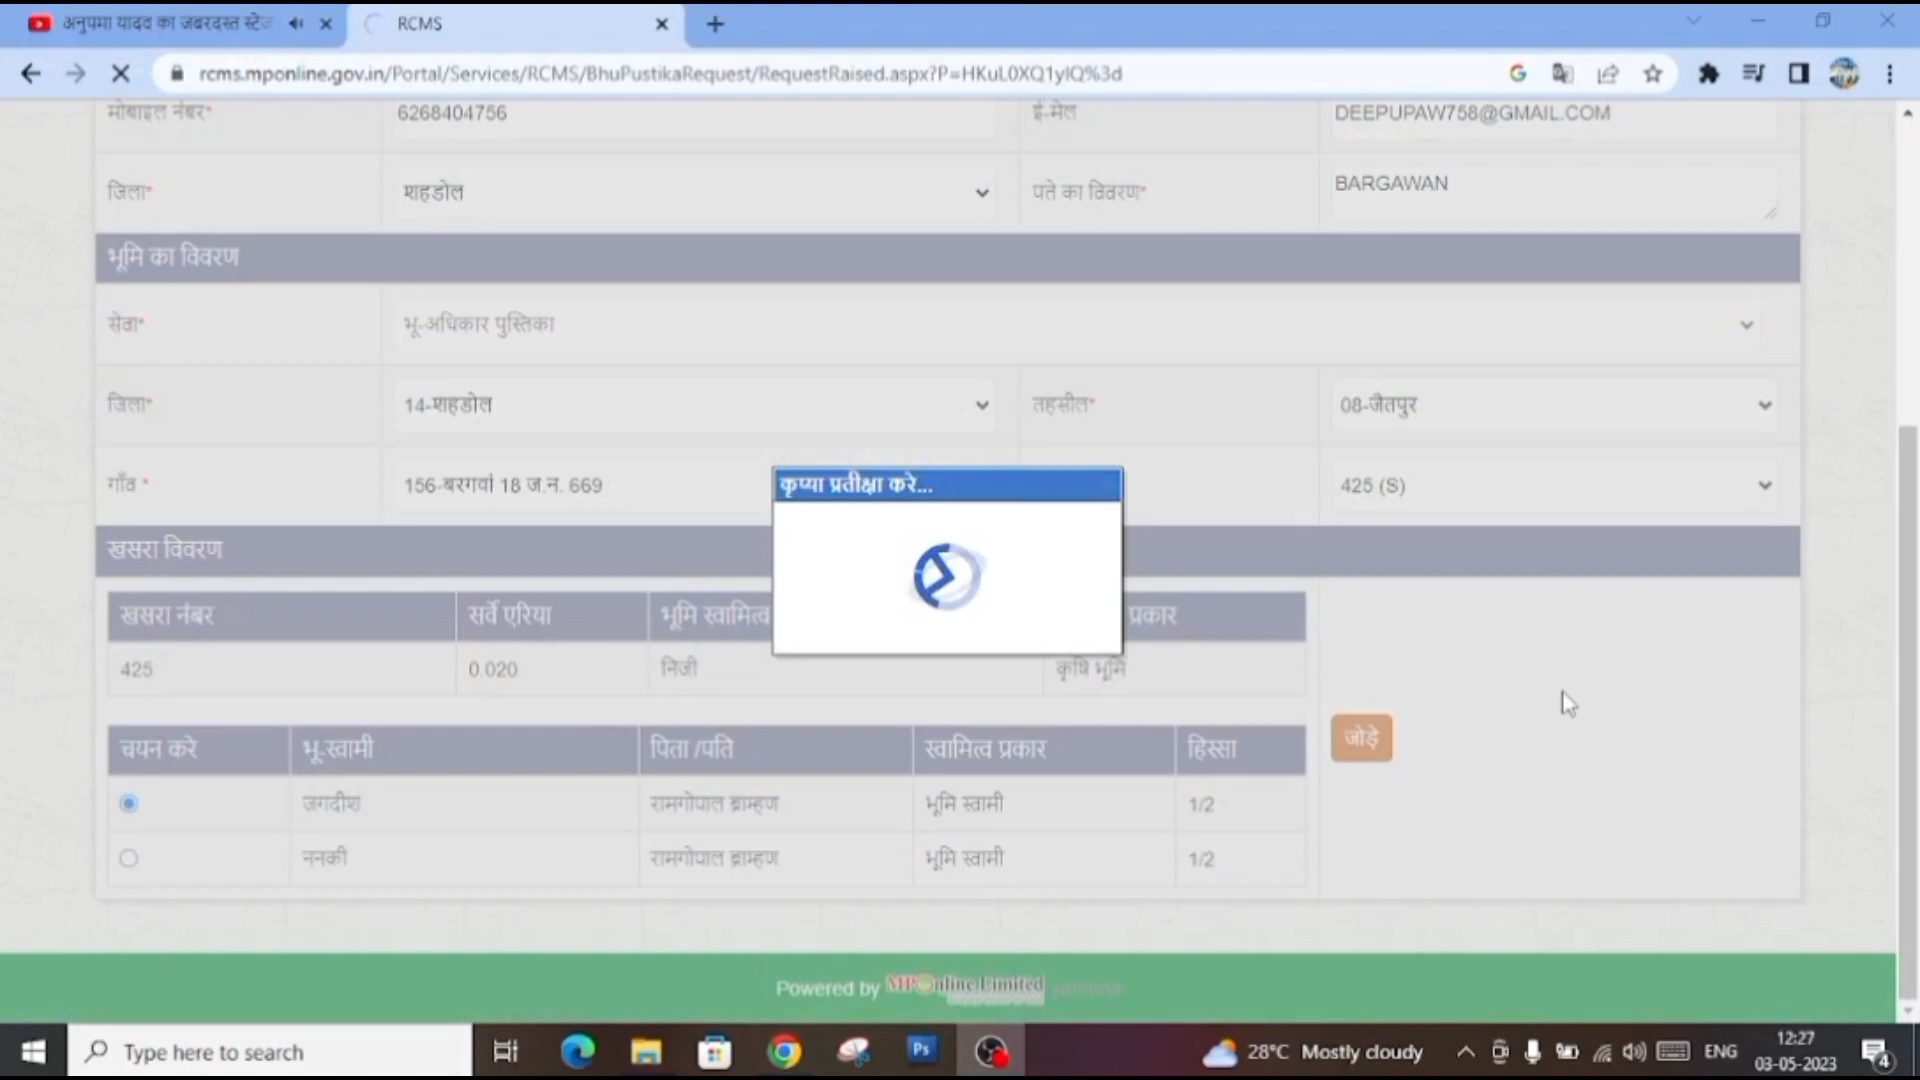 अनुपमा यादव का जबरदस्त स्टेज
RCMS
rcms.mponline.gov.in/Portal/Services/RCMS/BhuPustikaRequest/RequestRaised.aspx?P=HKuL0XQ1ylQ%3d
मोबाइल नंबर* 6268404756 ई-मेल DEEPUPAW758@GMAIL.COM
जिला* शहडोल पते का विवरण* BARGAWAN
भूमि का विवरण
सेवा* भू-अधिकार पुस्तिका
जिला* 14-शहडोल तहसील* 08-जैतपुर
गाँव * 156-बरगवां 18 ज.न. 669 425 (S)
कृप्या प्रतीक्षा करे...
खसरा विवरण
खसरा नंबर सर्वे एरिया भूमि स्वामित्व प्रकार
425 0.020 निजी कृषि भूमि
जोड़े
चयन करे भू-स्वामी पिता /पति स्वामित्व प्रकार हिस्सा
जगदीश रामगोपाल ब्राम्हण भूमि स्वामी 1/2
ननकी रामगोपाल ब्राम्हण भूमि स्वामी 1/2
Powered by MPOnline Limited
Type here to search
Ps
28°C Mostly cloudy
ENG
12:27
03-05-2023
4